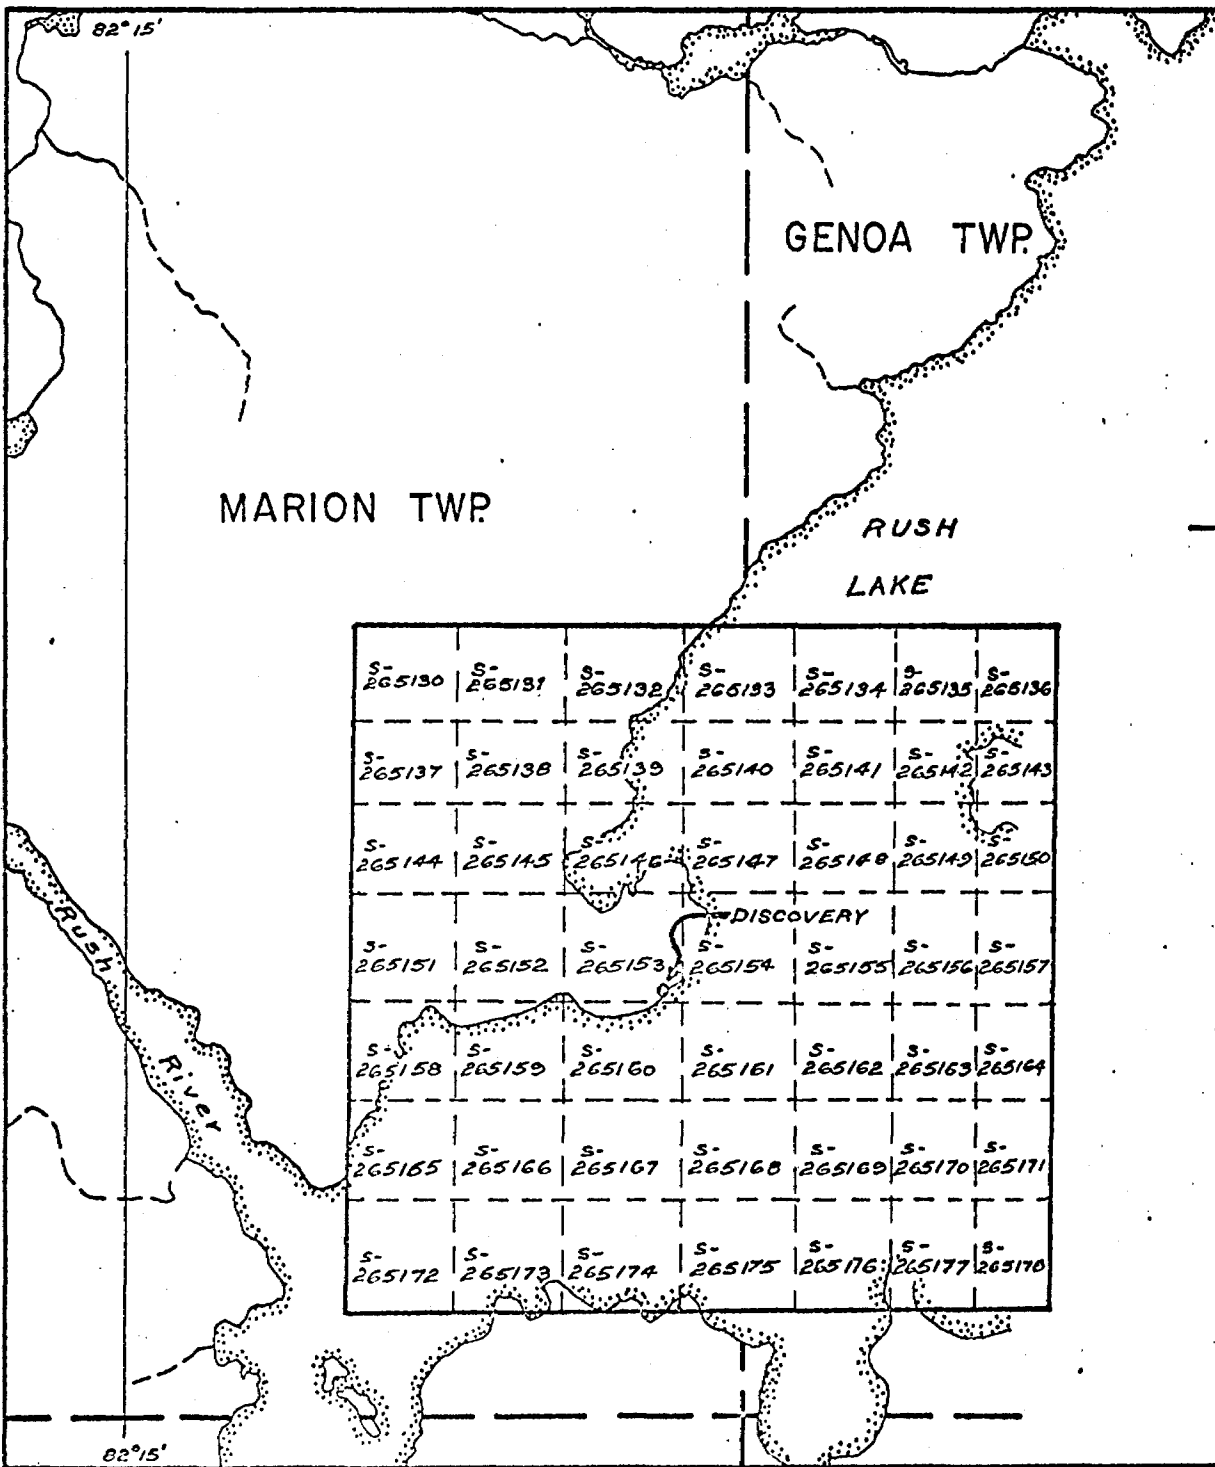 82°15'
GENOA TWP.
MARION TWP.
RUSH
LAKE
S-
265130
S-
265131
S-
265132
S-
265133
S-
265134
S-
265135
S-
265136
S-
265137
S-
265138
S-
265139
S-
265140
S-
265141
S-
265142
S-
265143
S-
265144
S-
265145
S-
265146
S-
265147
S-
265148
S-
265149
S-
265150
DISCOVERY
S-
265151
S-
265152
S-
265153
S-
265154
S-
265155
S-
265156
S-
265157
Rush
River
S-
265158
S-
265159
S-
265160
S-
265161
S-
265162
S-
265163
S-
265164
S-
265165
S-
265166
S-
265167
S-
265168
S-
265169
S-
265170
S-
265171
S-
265172
S-
265173
S-
265174
S-
265175
S-
265176
S-
265177
S-
265178
82°15'